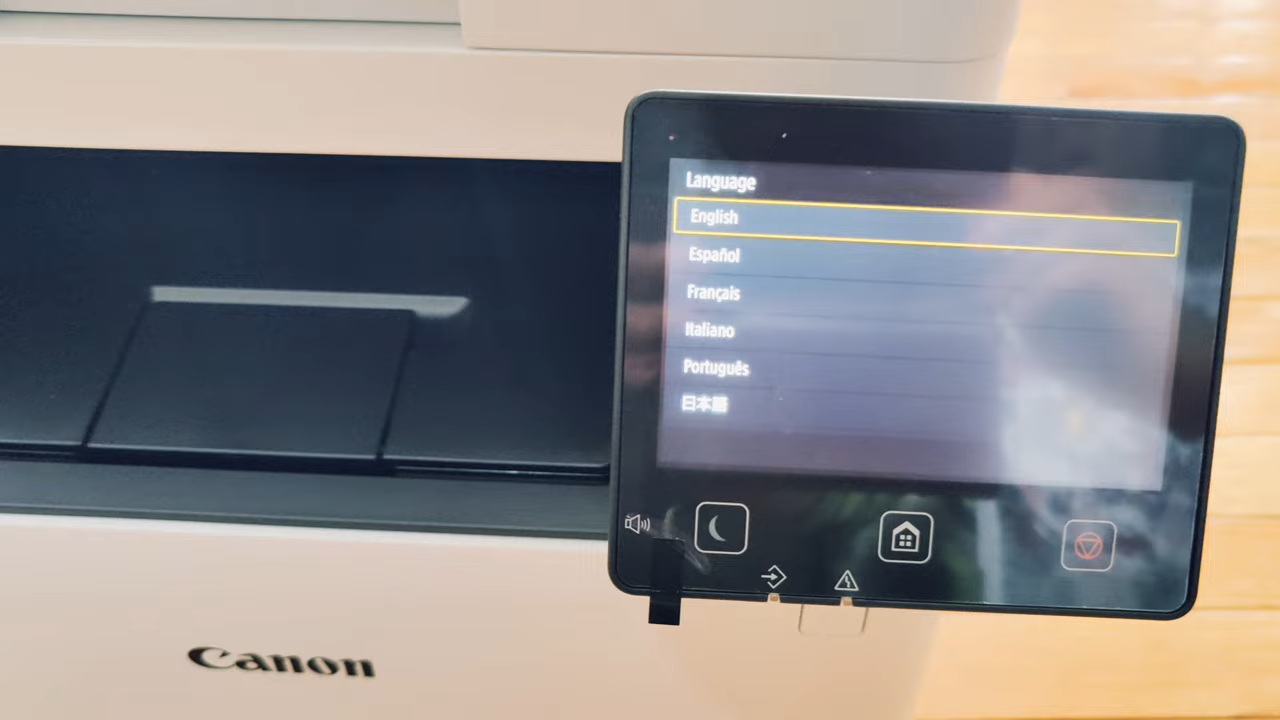 Language
English
Español
Français
Italiano
Português
日本語
Canon